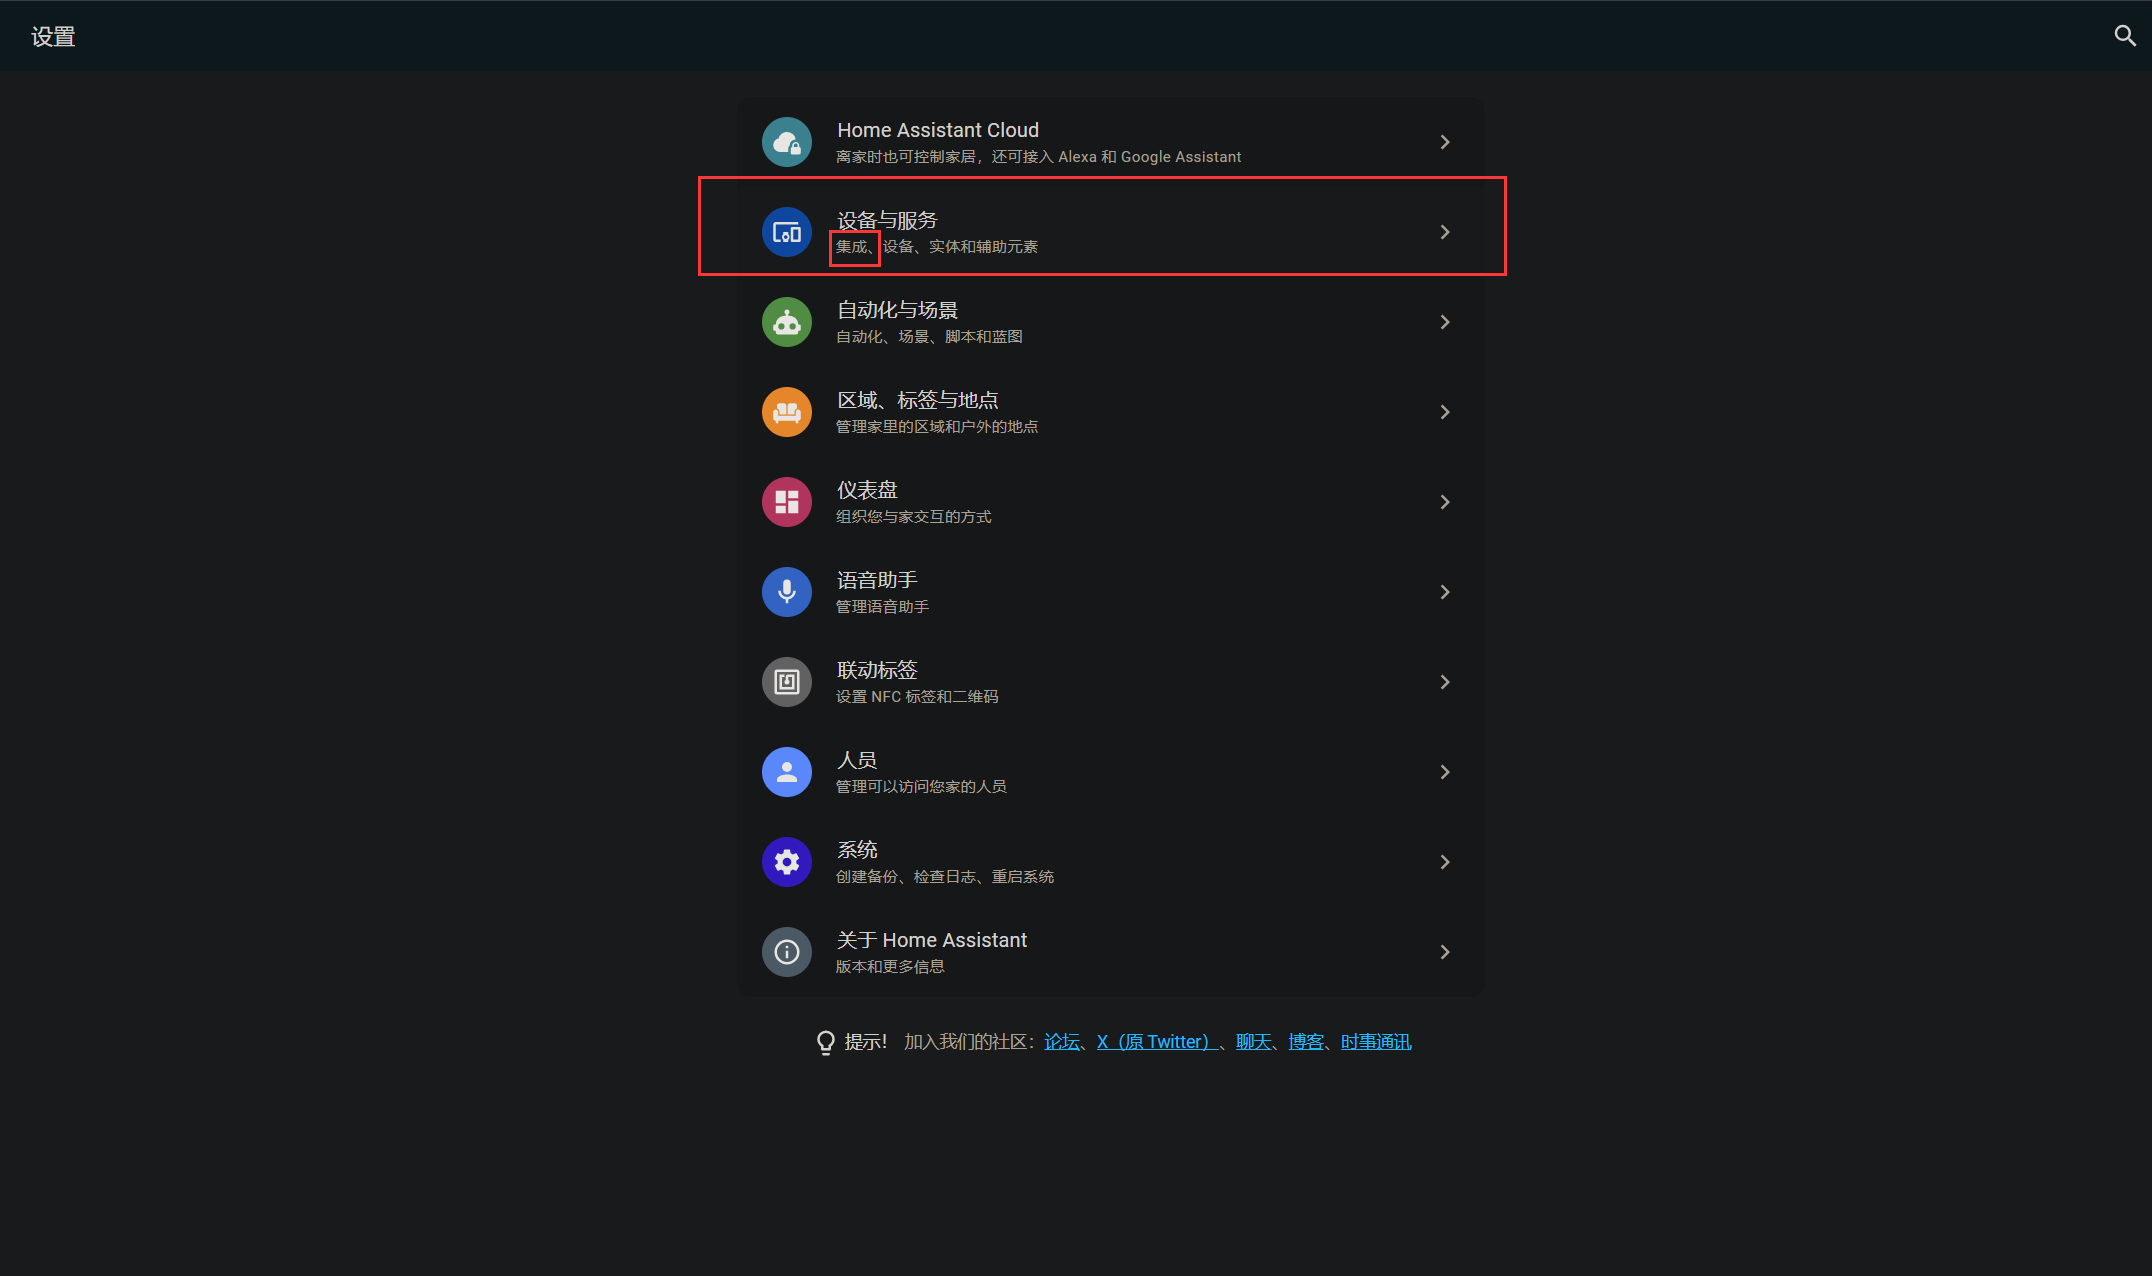 设置
Home Assistant Cloud
离家时也可控制家居，还可接入 Alexa 和 Google Assistant
设备与服务
集成、设备、实体和辅助元素
自动化与场景
自动化、场景、脚本和蓝图
区域、标签与地点
管理家里的区域和户外的地点
仪表盘
组织您与家交互的方式
语音助手
管理语音助手
联动标签
设置 NFC 标签和二维码
人员
管理可以访问您家的人员
系统
创建备份、检查日志、重启系统
关于 Home Assistant
版本和更多信息
提示！ 加入我们的社区：论坛、X（原 Twitter）、聊天、博客、时事通讯